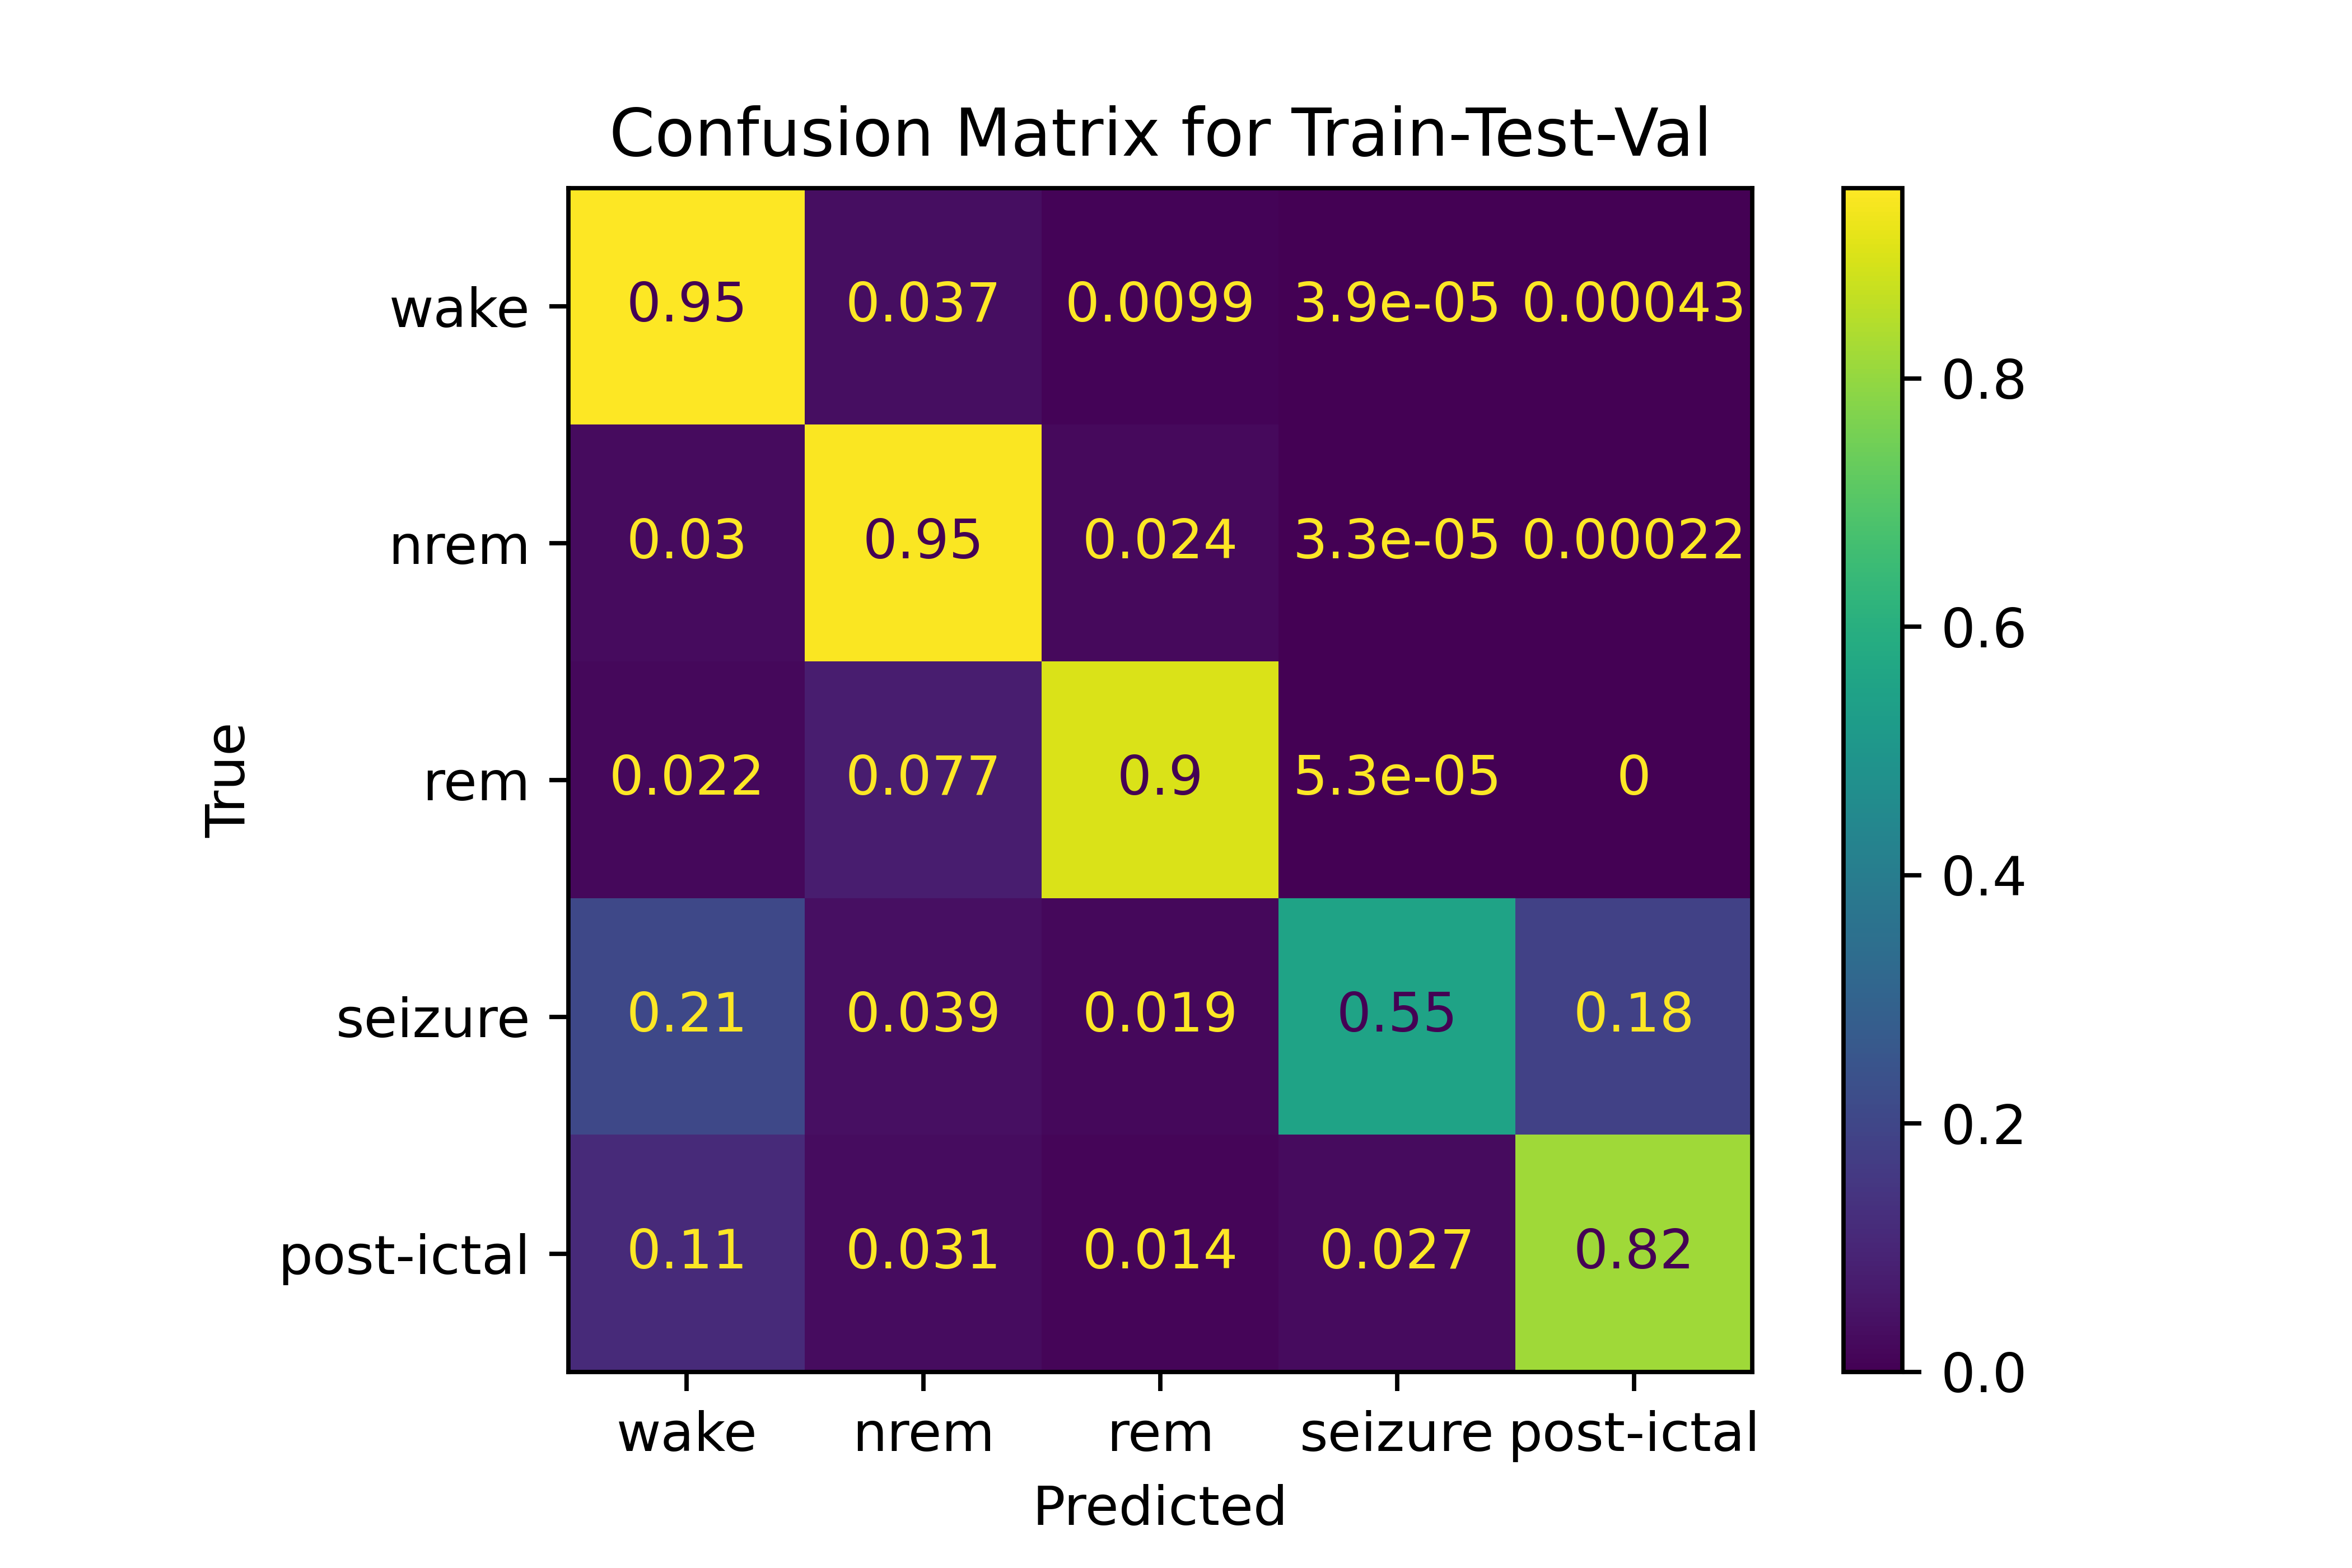 Confusion Matrix for Train-Test-Val
wake 0.95 0.037 0.0099 3.9e-05 0.00043
nrem 0.03 0.95 0.024 3.3e-05 0.00022
rem 0.022 0.077 0.9 5.3e-05 0
seizure 0.21 0.039 0.019 0.55 0.18
post-ictal 0.11 0.031 0.014 0.027 0.82
wake nrem rem seizure post-ictal
Predicted
True
0.8
0.6
0.4
0.2
0.0